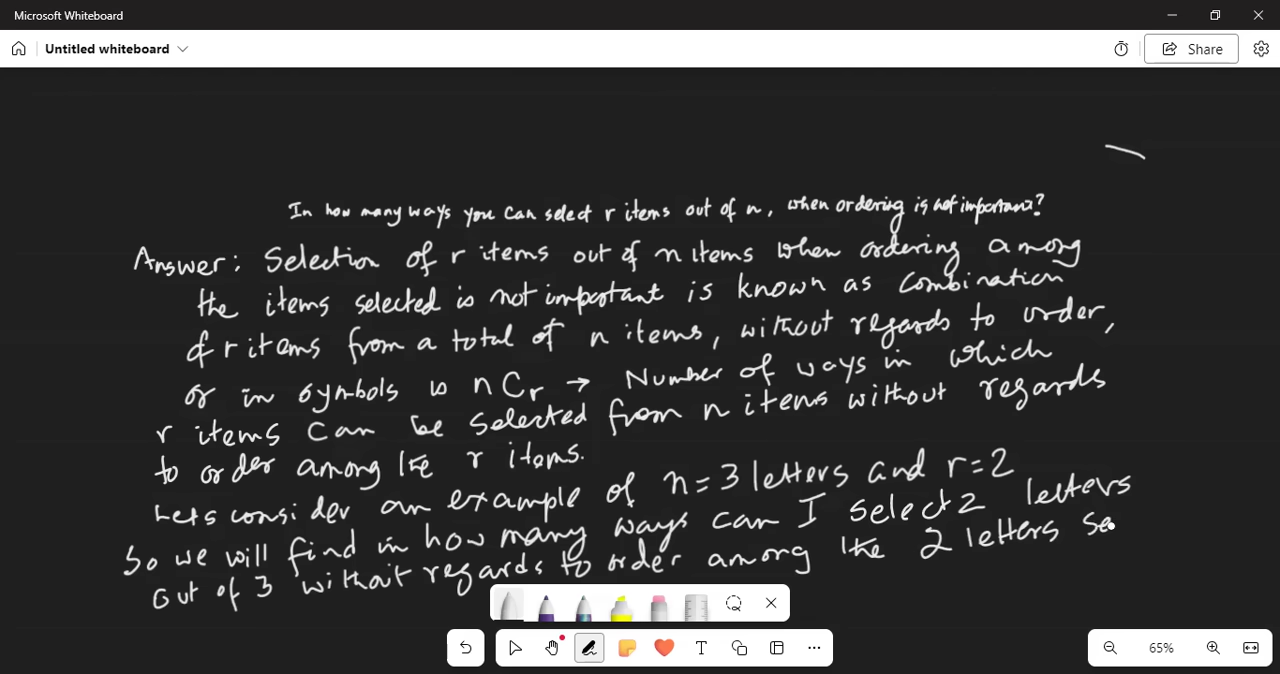 Microsoft Whiteboard
Untitled whiteboard
Share
In how many ways you can select r items out of n, when ordering is not important?
Answer: Selection of r items out of n items when ordering among
the items selected is not important is known as Combination
of r items from a total of n items, without regards to order,
or in symbols is nCr → Number of ways in which
r items can be selected from n items without regards
to order among the r items.
Lets consider an example of n=3 letters and r=2
So we will find in how many ways can I select 2 letters
out of 3 without regards to order among the 2 letters se
65%